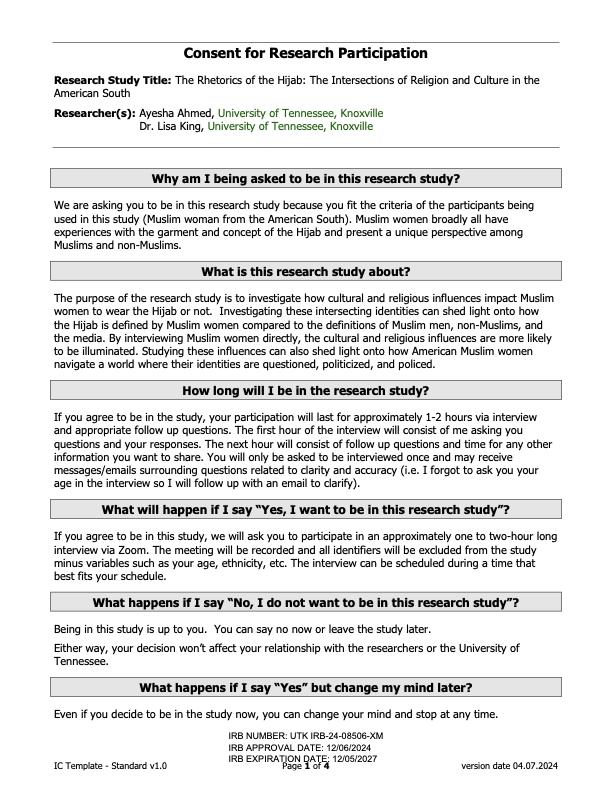 Consent for Research Participation
Research Study Title: The Rhetorics of the Hijab: The Intersections of Religion and Culture in the
American South
Researcher(s): Ayesha Ahmed, University of Tennessee, Knoxville
Dr. Lisa King, University of Tennessee, Knoxville
Why am I being asked to be in this research study?
We are asking you to be in this research study because you fit the criteria of the participants being
used in this study (Muslim woman from the American South). Muslim women broadly all have
experiences with the garment and concept of the Hijab and present a unique perspective among
Muslims and non-Muslims.
What is this research study about?
The purpose of the research study is to investigate how cultural and religious influences impact Muslim
women to wear the Hijab or not.  Investigating these intersecting identities can shed light onto how
the Hijab is defined by Muslim women compared to the definitions of Muslim men, non-Muslims, and
the media. By interviewing Muslim women directly, the cultural and religious influences are more likely
to be illuminated. Studying these influences can also shed light onto how American Muslim women
navigate a world where their identities are questioned, politicized, and policed.
How long will I be in the research study?
If you agree to be in the study, your participation will last for approximately 1-2 hours via interview
and appropriate follow up questions. The first hour of the interview will consist of me asking you
questions and your responses. The next hour will consist of follow up questions and time for any other
information you want to share. You will only be asked to be interviewed once and may receive
messages/emails surrounding questions related to clarity and accuracy (i.e. I forgot to ask you your
age in the interview so I will follow up with an email to clarify).
What will happen if I say “Yes, I want to be in this research study”?
If you agree to be in this study, we will ask you to participate in an approximately one to two-hour long
interview via Zoom. The meeting will be recorded and all identifiers will be excluded from the study
minus variables such as your age, ethnicity, etc. The interview can be scheduled during a time that
best fits your schedule.
What happens if I say “No, I do not want to be in this research study”?
Being in this study is up to you.  You can say no now or leave the study later.
Either way, your decision won’t affect your relationship with the researchers or the University of
Tennessee.
What happens if I say “Yes” but change my mind later?
Even if you decide to be in the study now, you can change your mind and stop at any time.
IRB NUMBER: UTK IRB-24-08506-XM
IRB APPROVAL DATE: 12/06/2024
IRB EXPIRATION DATE: 12/05/2027
IC Template - Standard v1.0 Page 1 of 4 version date 04.07.2024